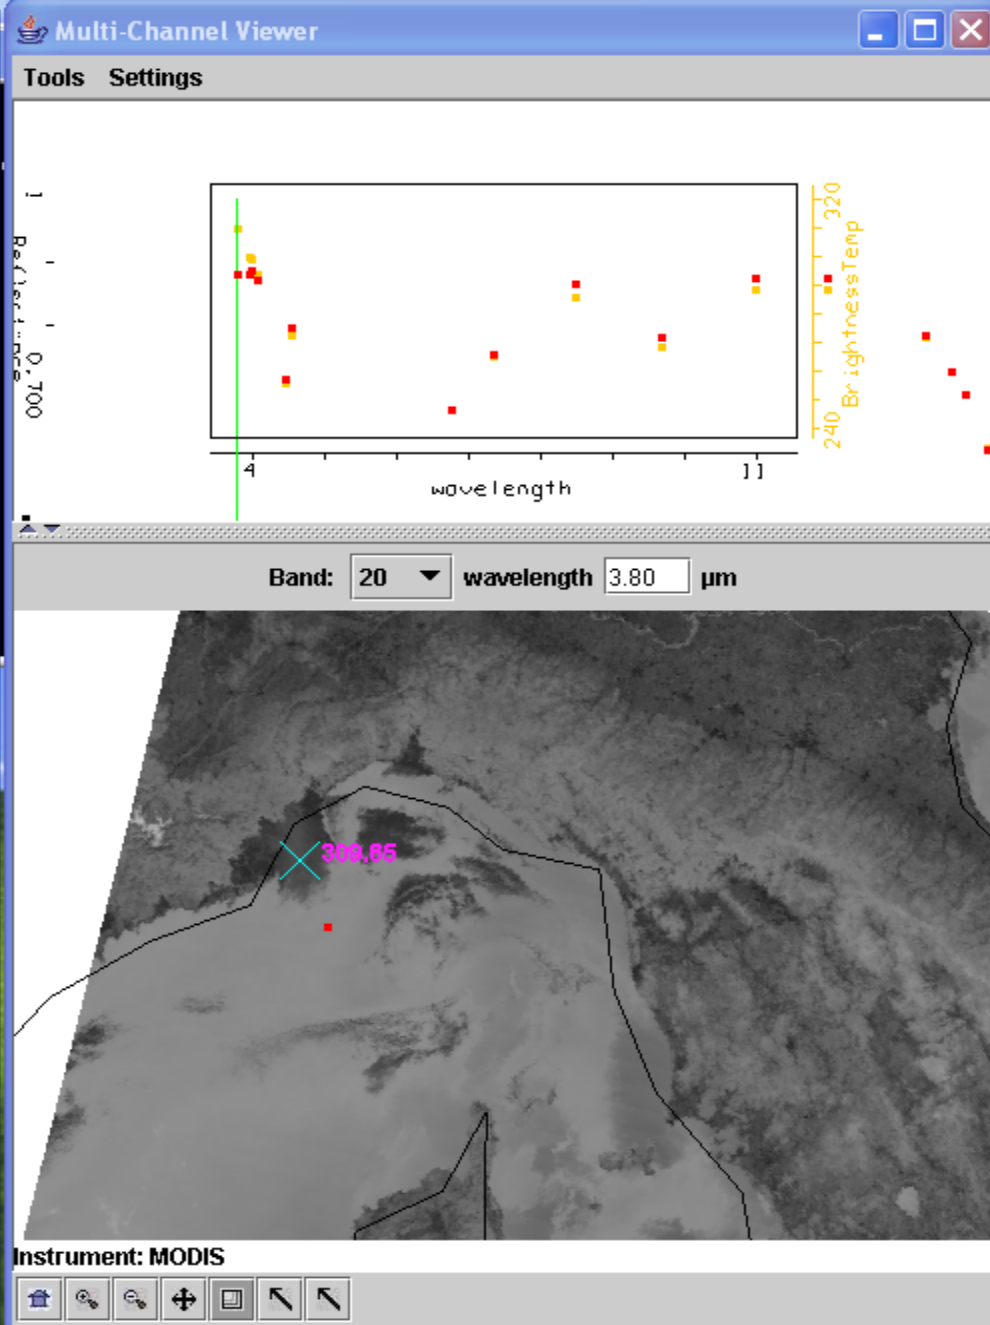 Multi-Channel Viewer
Tools Settings
1
0.700
320
BrightnessTemp
240
4
11
wavelength
Band: 20 wavelength 3.80 µm
309.65
Instrument: MODIS